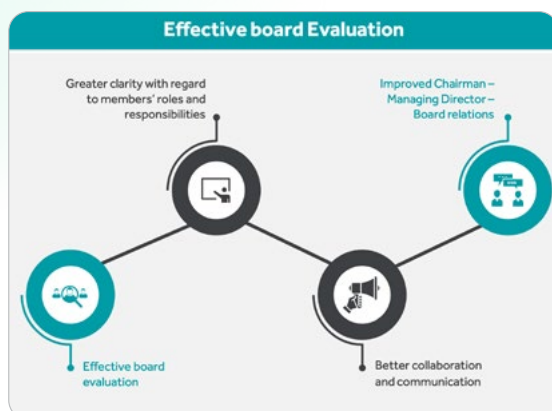 Effective board Evaluation
Greater clarity with regard
to members' roles and
responsibilities
Improved Chairman –
Managing Director –
Board relations
Effective board
evaluation
Better collaboration
and communication